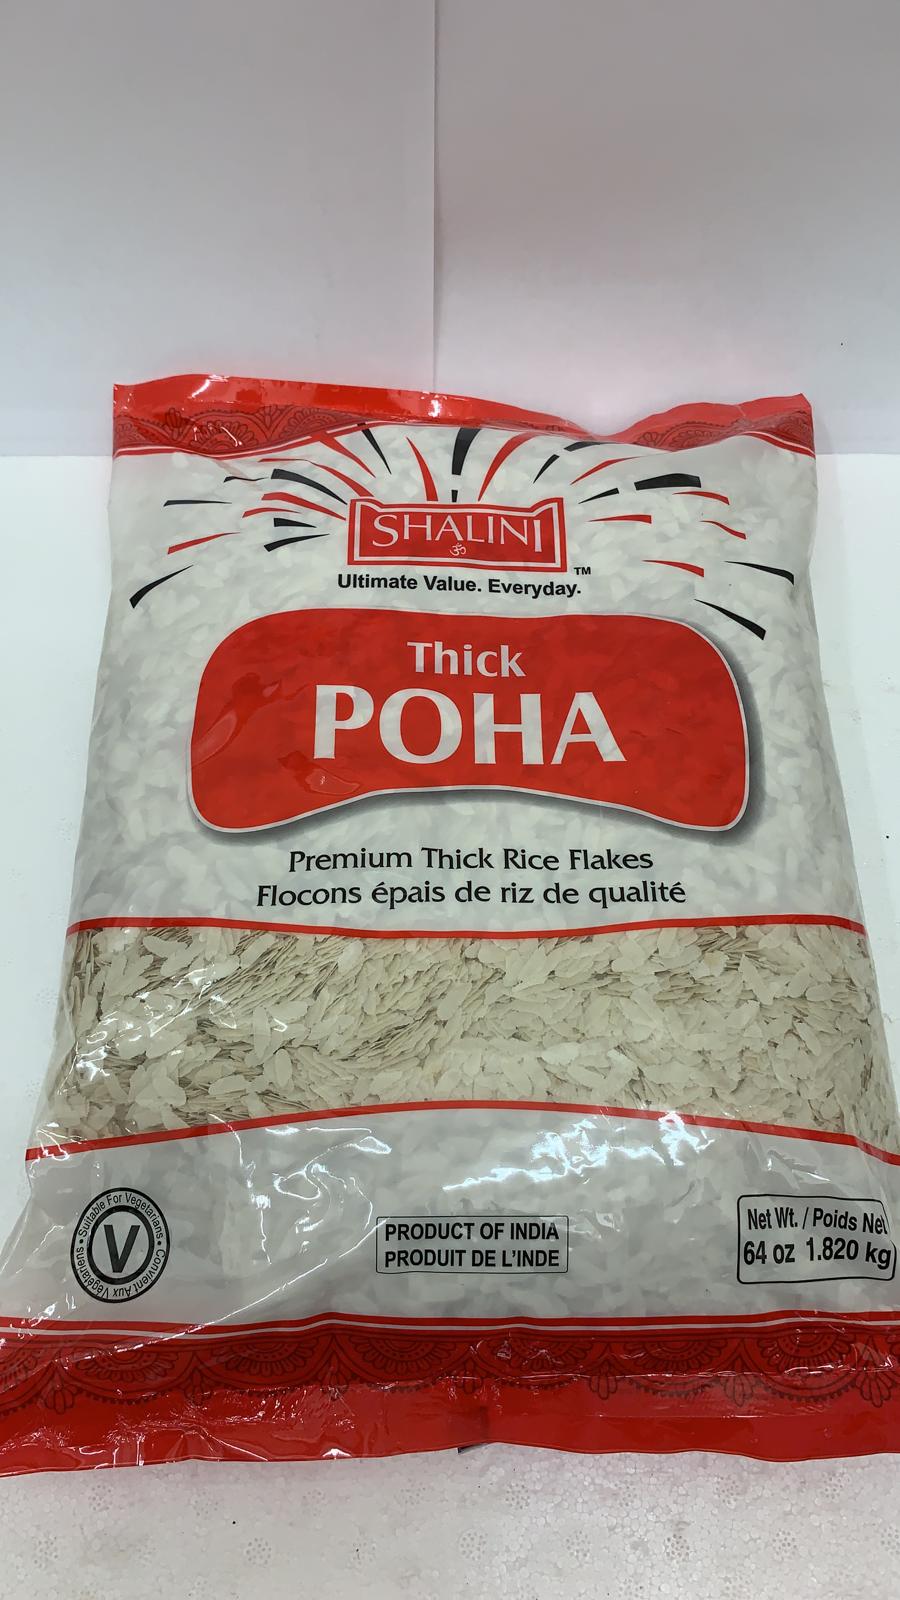 SHALINI
ॐ
TM
Ultimate Value. Everyday.
Thick
POHA
Premium Thick Rice Flakes
Flocons épais de riz de qualité
• Suitable For Vegetarians • Convient Aux Végétariens
V
PRODUCT OF INDIA
PRODUIT DE L'INDE
Net Wt. / Poids Net
64 oz 1.820 kg